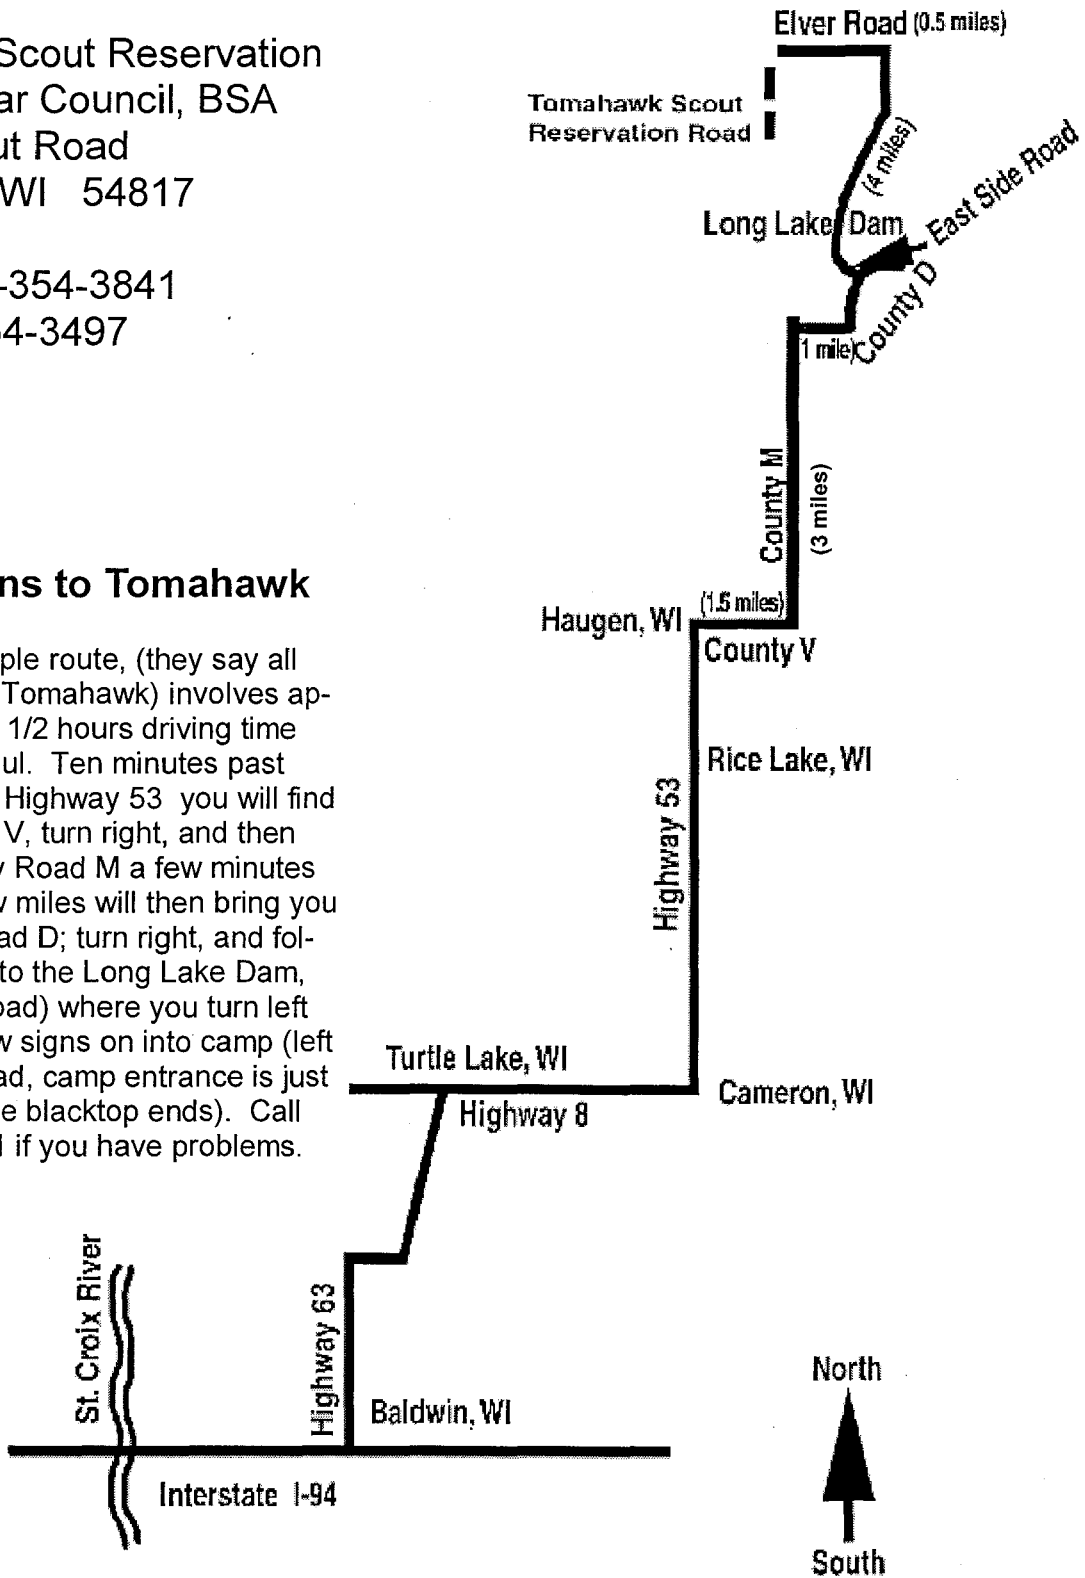 Scout Reservation
ar Council, BSA
ut Road
WI 54817
-354-3841
54-3497
ns to Tomahawk
ple route, (they say all
Tomahawk) involves ap-
1/2 hours driving time
ul. Ten minutes past
Highway 53 you will find
V, turn right, and then
y Road M a few minutes
w miles will then bring you
ad D; turn right, and fol-
to the Long Lake Dam,
oad) where you turn left
w signs on into camp (left
ad, camp entrance is just
e blacktop ends). Call
1 if you have problems.
Elver Road (0.5 miles)
Tomahawk Scout
Reservation Road
(4 miles)
East Side Road
Long Lake Dam
County D
(1 mile)
County M
(3 miles)
(1.5 miles)
Haugen, WI
County V
Rice Lake, WI
Highway 53
Turtle Lake, WI
Cameron, WI
Highway 8
St. Croix River
Highway 63
Baldwin, WI
Interstate I-94
North
South